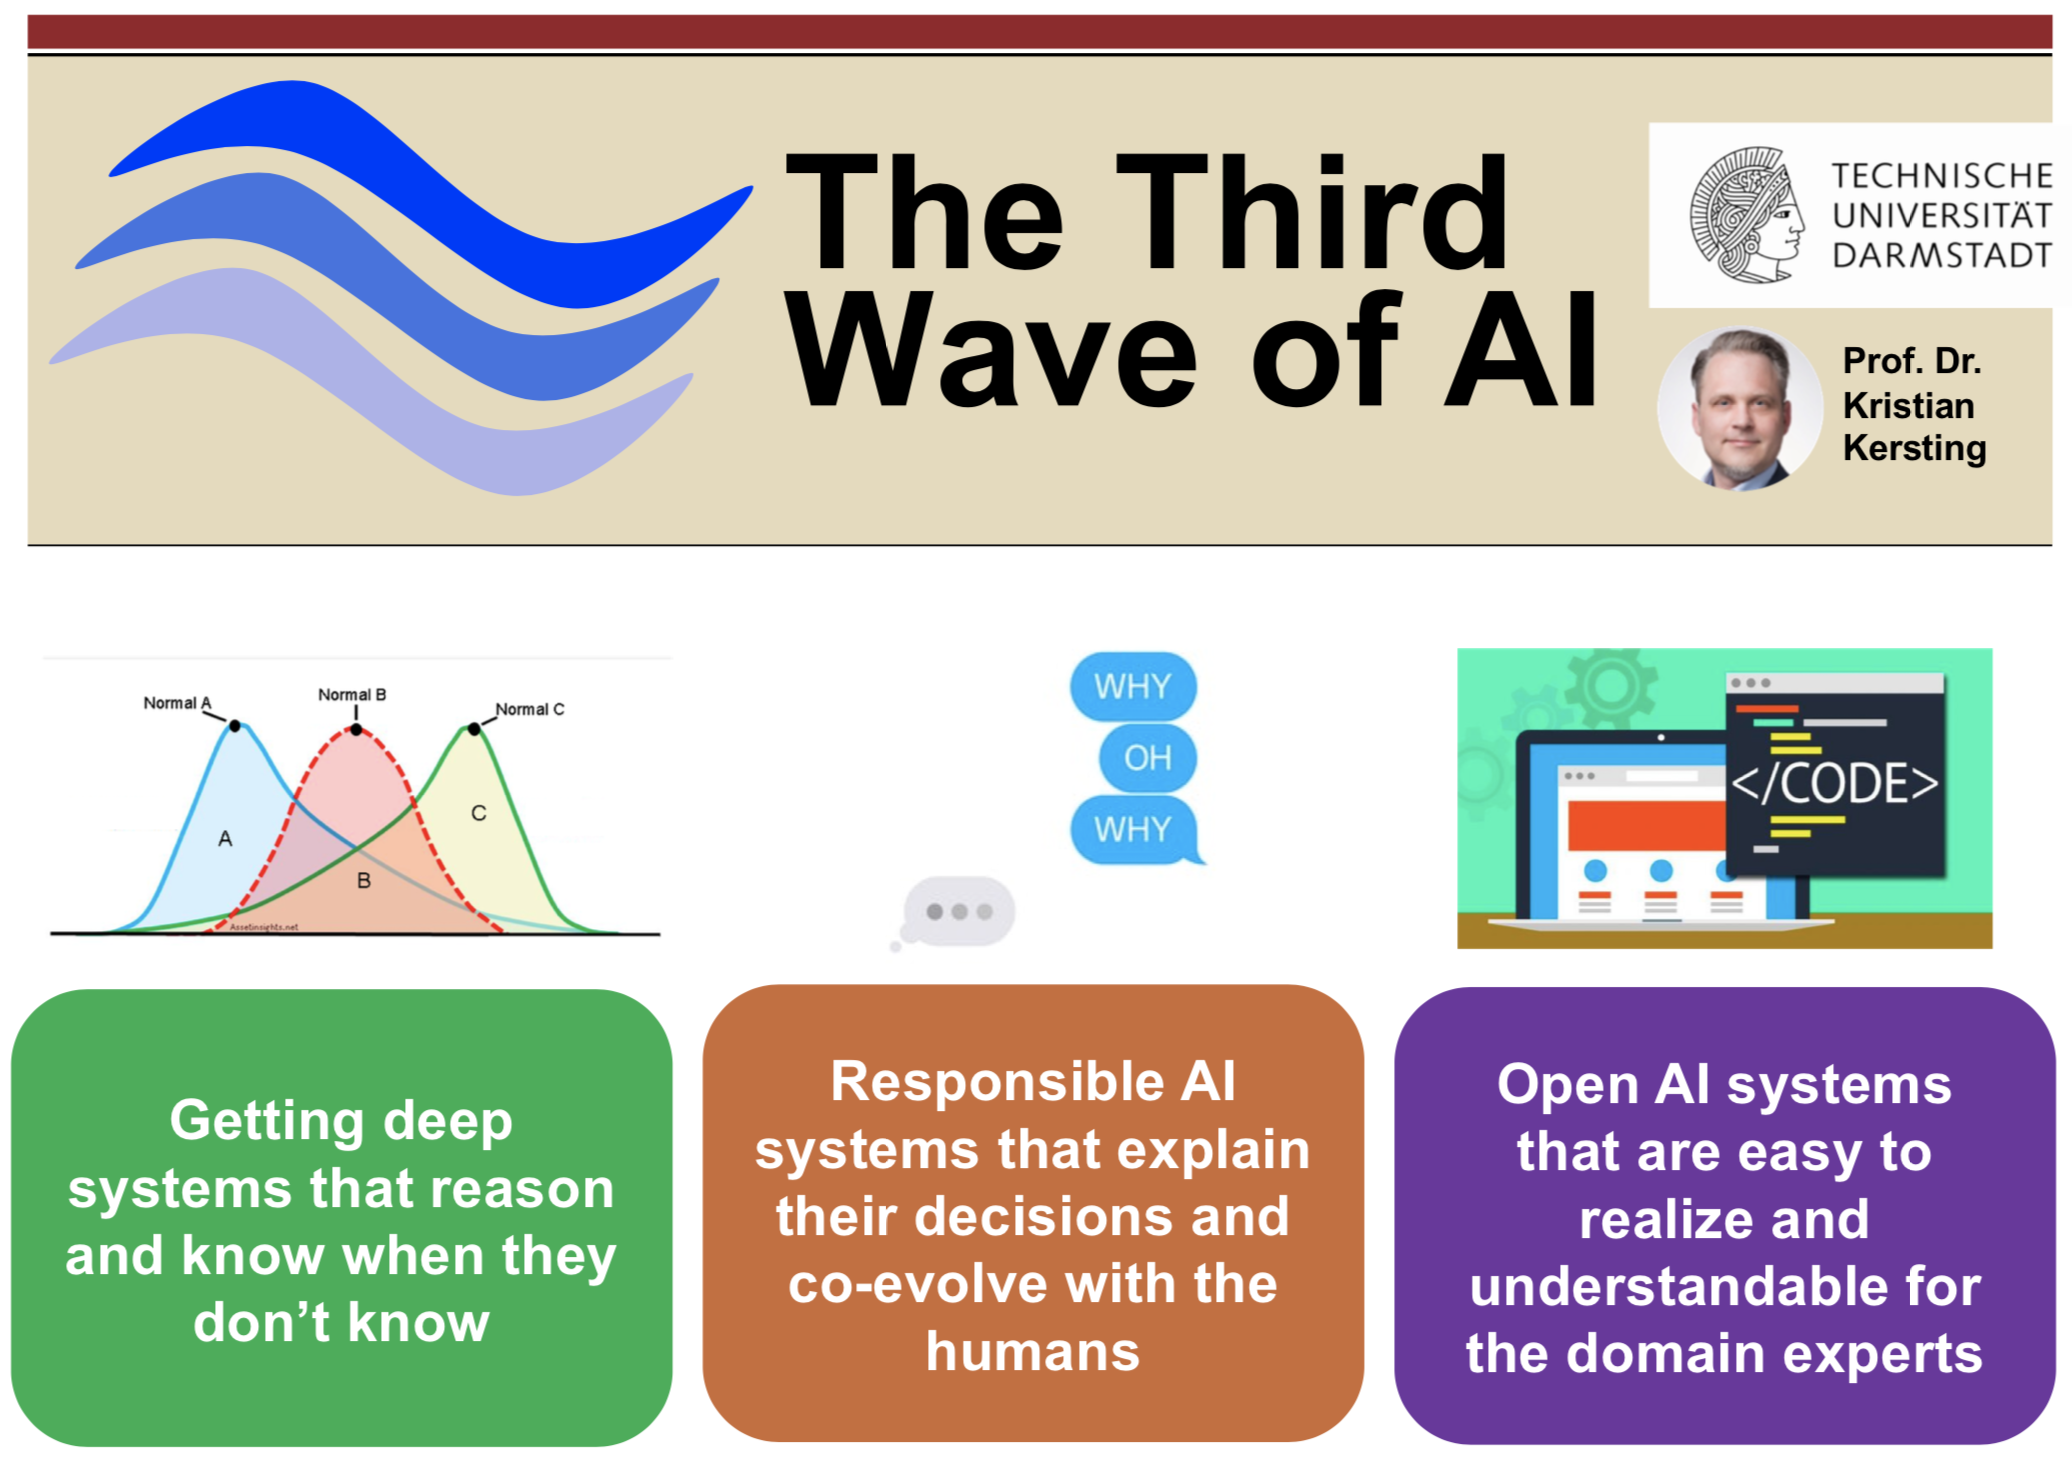 The Third
Wave of AI
TECHNISCHE
UNIVERSITÄT
DARMSTADT
Prof. Dr.
Kristian
Kersting
Normal A
Normal B
Normal C
A
B
C
Assetinsights.net
WHY
OH
WHY
</CODE>
Getting deep
systems that reason
and know when they
don’t know
Responsible AI
systems that explain
their decisions and
co-evolve with the
humans
Open AI systems
that are easy to
realize and
understandable for
the domain experts